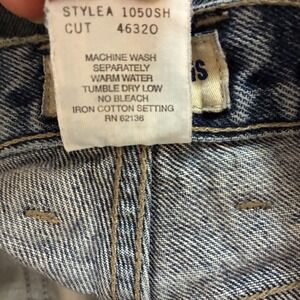 STYLEA 1050SH
CUT 46320
MACHINE WASH
SEPARATELY
WARM WATER
TUMBLE DRY LOW
NO BLEACH
IRON COTTON SETTING
RN 62136